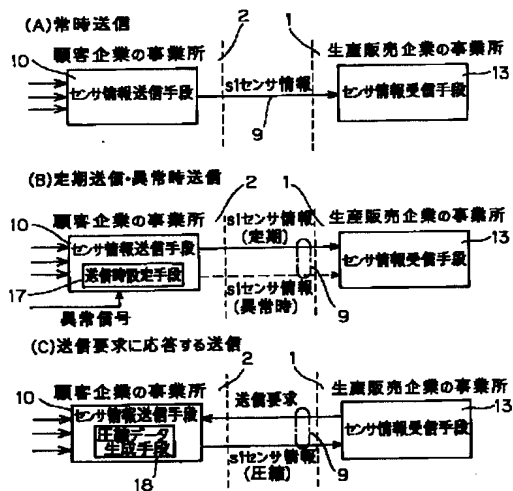 (A)常時送信
顧客企業の事業所
2
1
生産販売企業の事業所
10
センサ情報送信手段
s1センサ情報
9
センサ情報受信手段
13
(B)定期送信・異常時送信
顧客企業の事業所
2
1
生産販売企業の事業所
10
センサ情報送信手段
送信時設定手段
17
異常信号
s1センサ情報
(定期)
s1センサ情報
(異常時)
9
センサ情報受信手段
13
(C)送信要求に応答する送信
顧客企業の事業所
2
1
生産販売企業の事業所
10
センサ情報送信手段
圧縮データ
生成手段
18
送信要求
s1センサ情報
(圧縮)
9
センサ情報受信手段
13